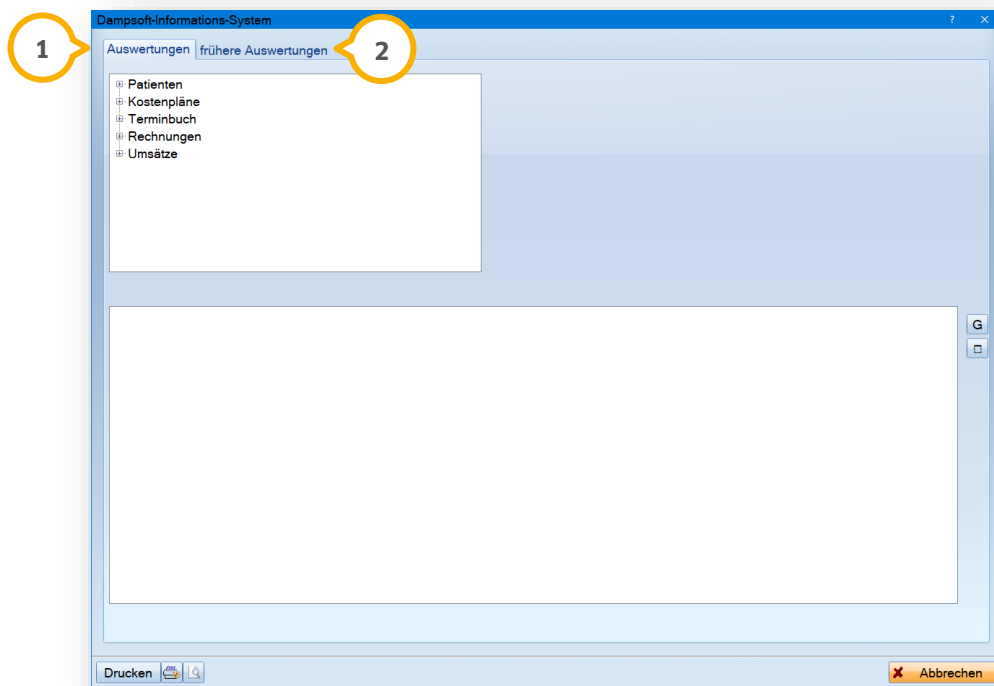 Dampsoft-Informations-System
1
Auswertungen frühere Auswertungen
2
Patienten
Kostenpläne
Terminbuch
Rechnungen
Umsätze
G
Drucken
Abbrechen